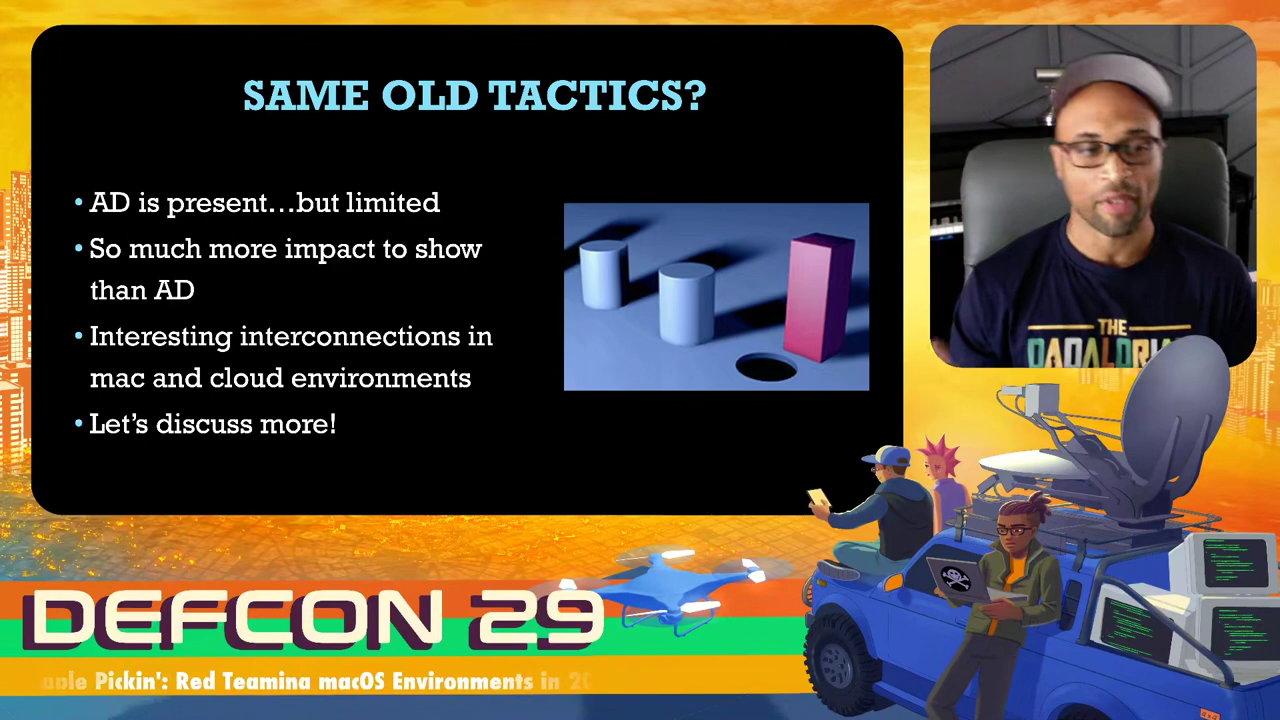 SAME OLD TACTICS?
• AD is present...but limited
• So much more impact to show
than AD
• Interesting interconnections in
mac and cloud environments
• Let's discuss more!
THE
DEFCON 29
Pickin': Red Teaming macOS Environments in